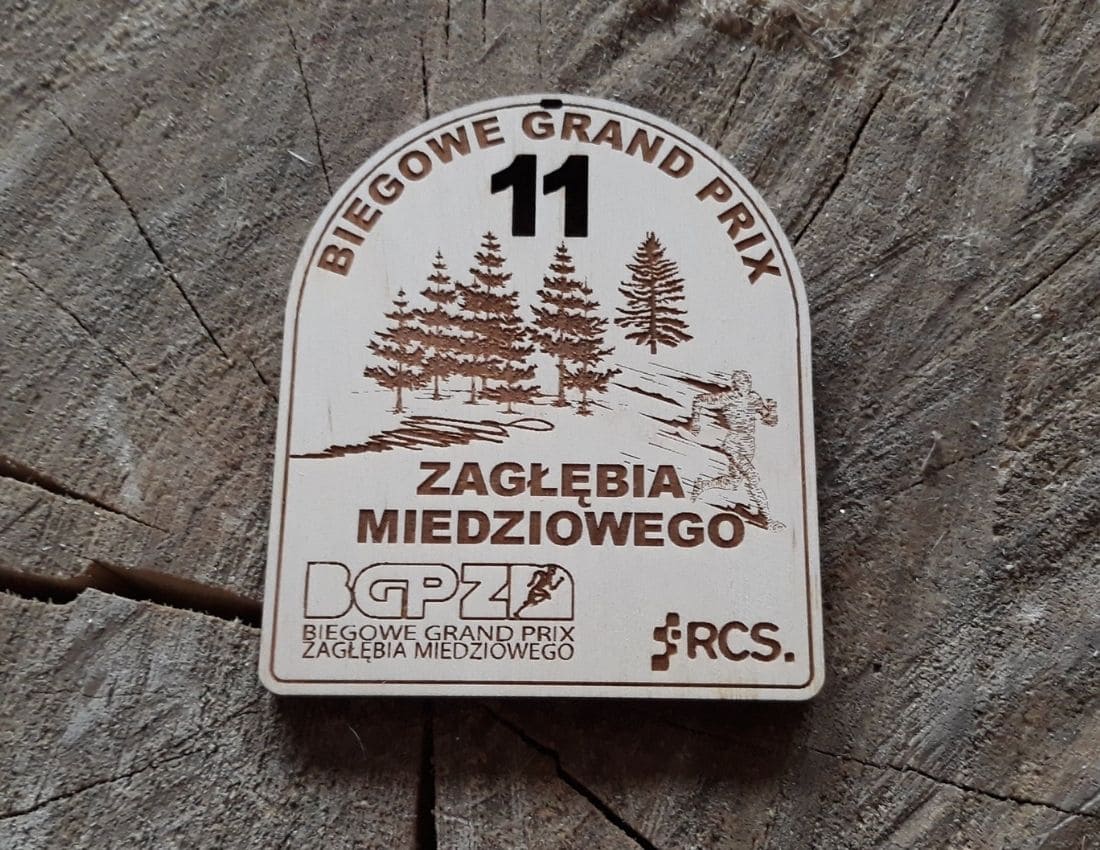 BIEGOWE GRAND PRIX
11
ZAGŁĘBIA
MIEDZIOWEGO
BGPZM
BIEGOWE GRAND PRIX
ZAGŁĘBIA MIEDZIOWEGO
RCS.